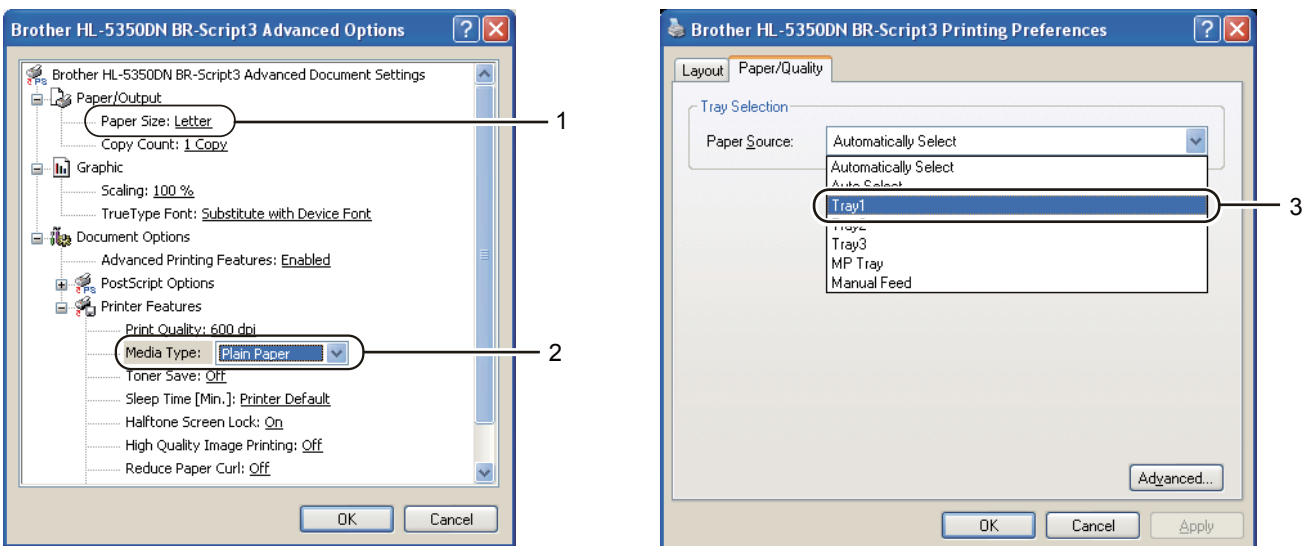 Brother HL-5350DN BR-Script3 Advanced Options
Brother HL-5350DN BR-Script3 Advanced Document Settings
Paper/Output
Paper Size: Letter
1
Copy Count: 1 Copy
Graphic
Scaling: 100 %
TrueType Font: Substitute with Device Font
Document Options
Advanced Printing Features: Enabled
PostScript Options
Printer Features
Print Quality: 600 dpi
Media Type: Plain Paper
2
Toner Save: Off
Sleep Time [Min.]: Printer Default
Halftone Screen Lock: On
High Quality Image Printing: Off
Reduce Paper Curl: Off
OK Cancel
Brother HL-5350DN BR-Script3 Printing Preferences
Layout Paper/Quality
Tray Selection
Paper Source: Automatically Select
Automatically Select
Auto Select
Tray1
3
Tray2
Tray3
MP Tray
Manual Feed
Advanced...
OK Cancel Apply